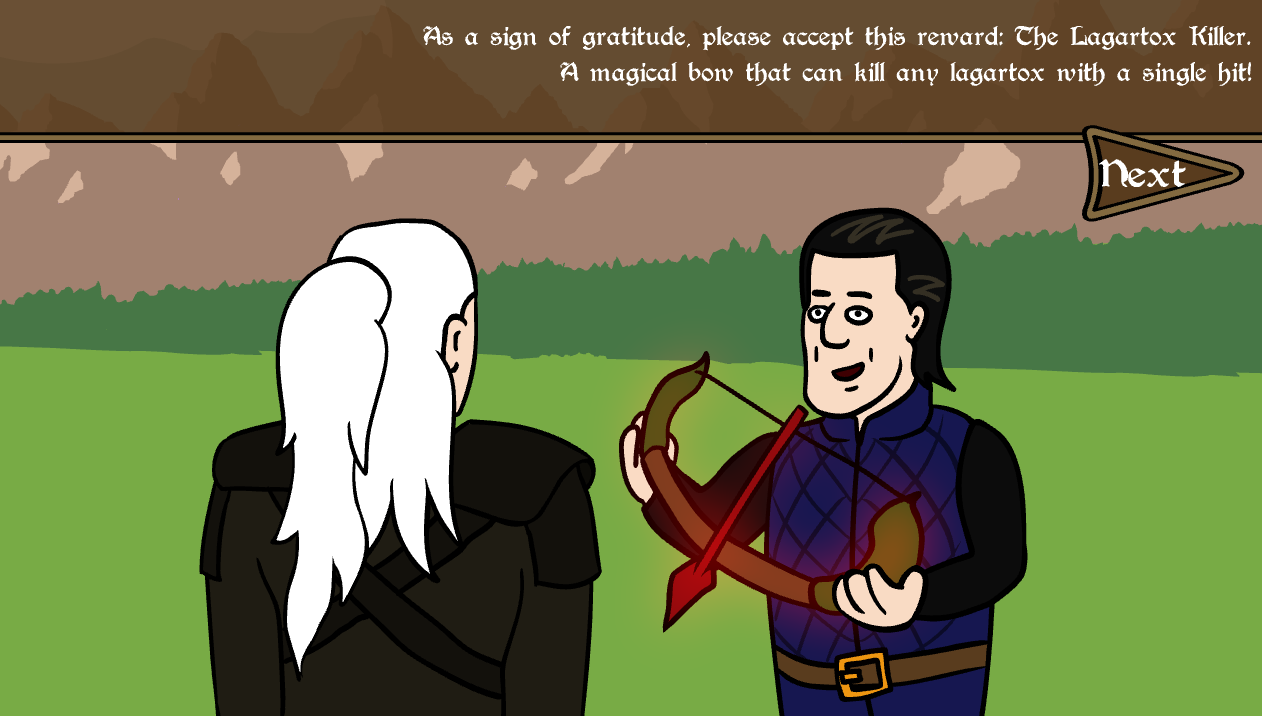 As a sign of gratitude, please accept this reward: The Lagartox Killer.
A magical bow that can kill any lagartox with a single hit!
Next